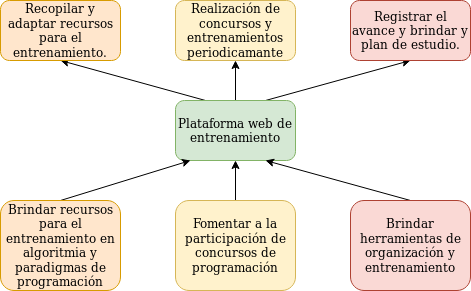 Recopilar y
adaptar recursos
para el
entrenamiento.
Realización de
concursos y
entrenamientos
periodicamante
Registrar el
avance y brindar y
plan de estudio.
Plataforma web de
entrenamiento
Brindar recursos
para el
entrenamiento en
algoritmia y
paradigmas de
programación
Fomentar a la
participación de
concursos de
programación
Brindar
herramientas de
organización y
entrenamiento